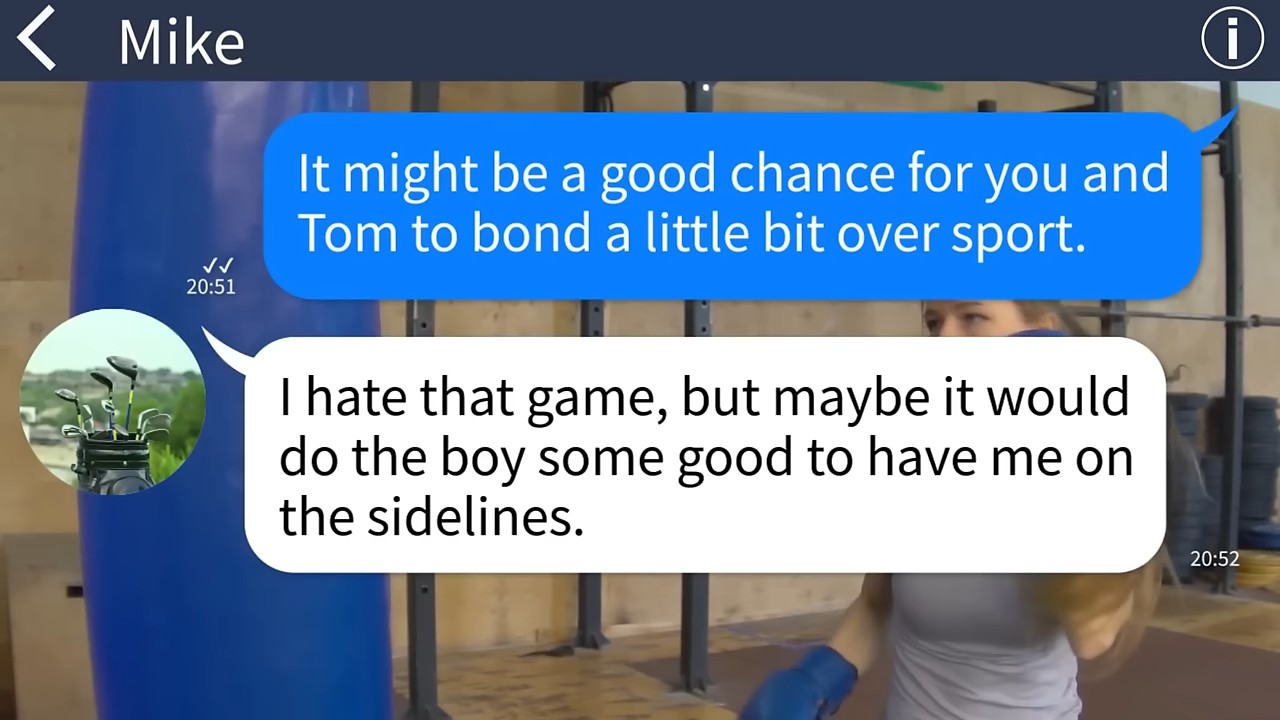 Mike
It might be a good chance for you and
Tom to bond a little bit over sport.
20:51
I hate that game, but maybe it would
do the boy some good to have me on
the sidelines.
20:52